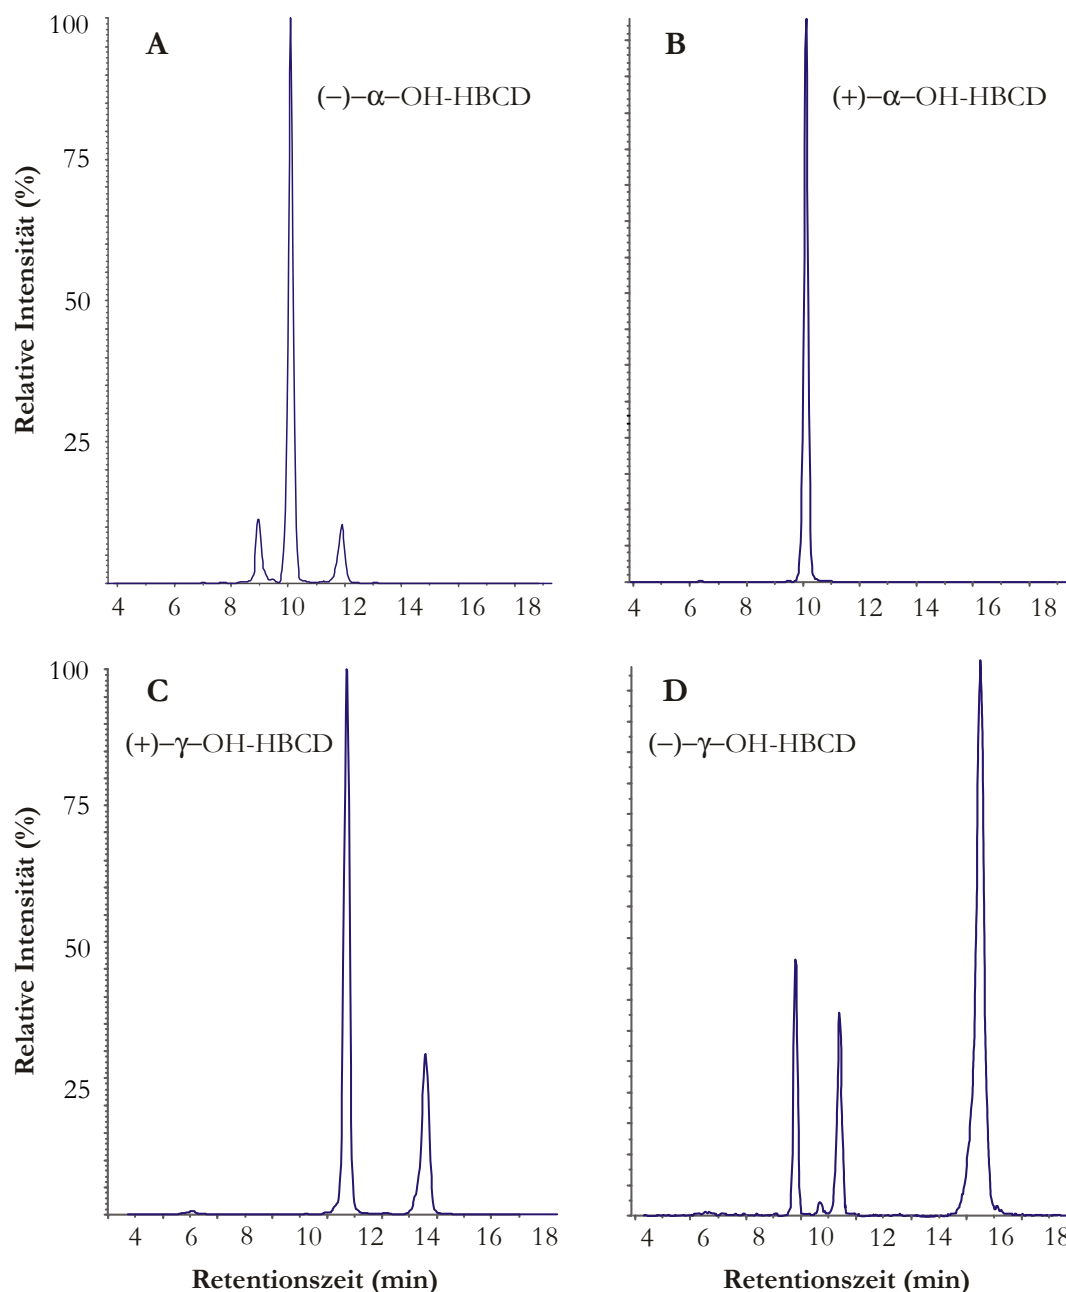 A
(−)−α−OH-HBCD
100
75
50
25
Relative Intensität (%)
4 6 8 10 12 14 16 18
B
(+)−α−OH-HBCD
4 6 8 10 12 14 16 18
C
(+)−γ−OH-HBCD
100
75
50
25
Relative Intensität (%)
4 6 8 10 12 14 16 18
Retentionszeit (min)
D
(−)−γ−OH-HBCD
4 6 8 10 12 14 16 18
Retentionszeit (min)